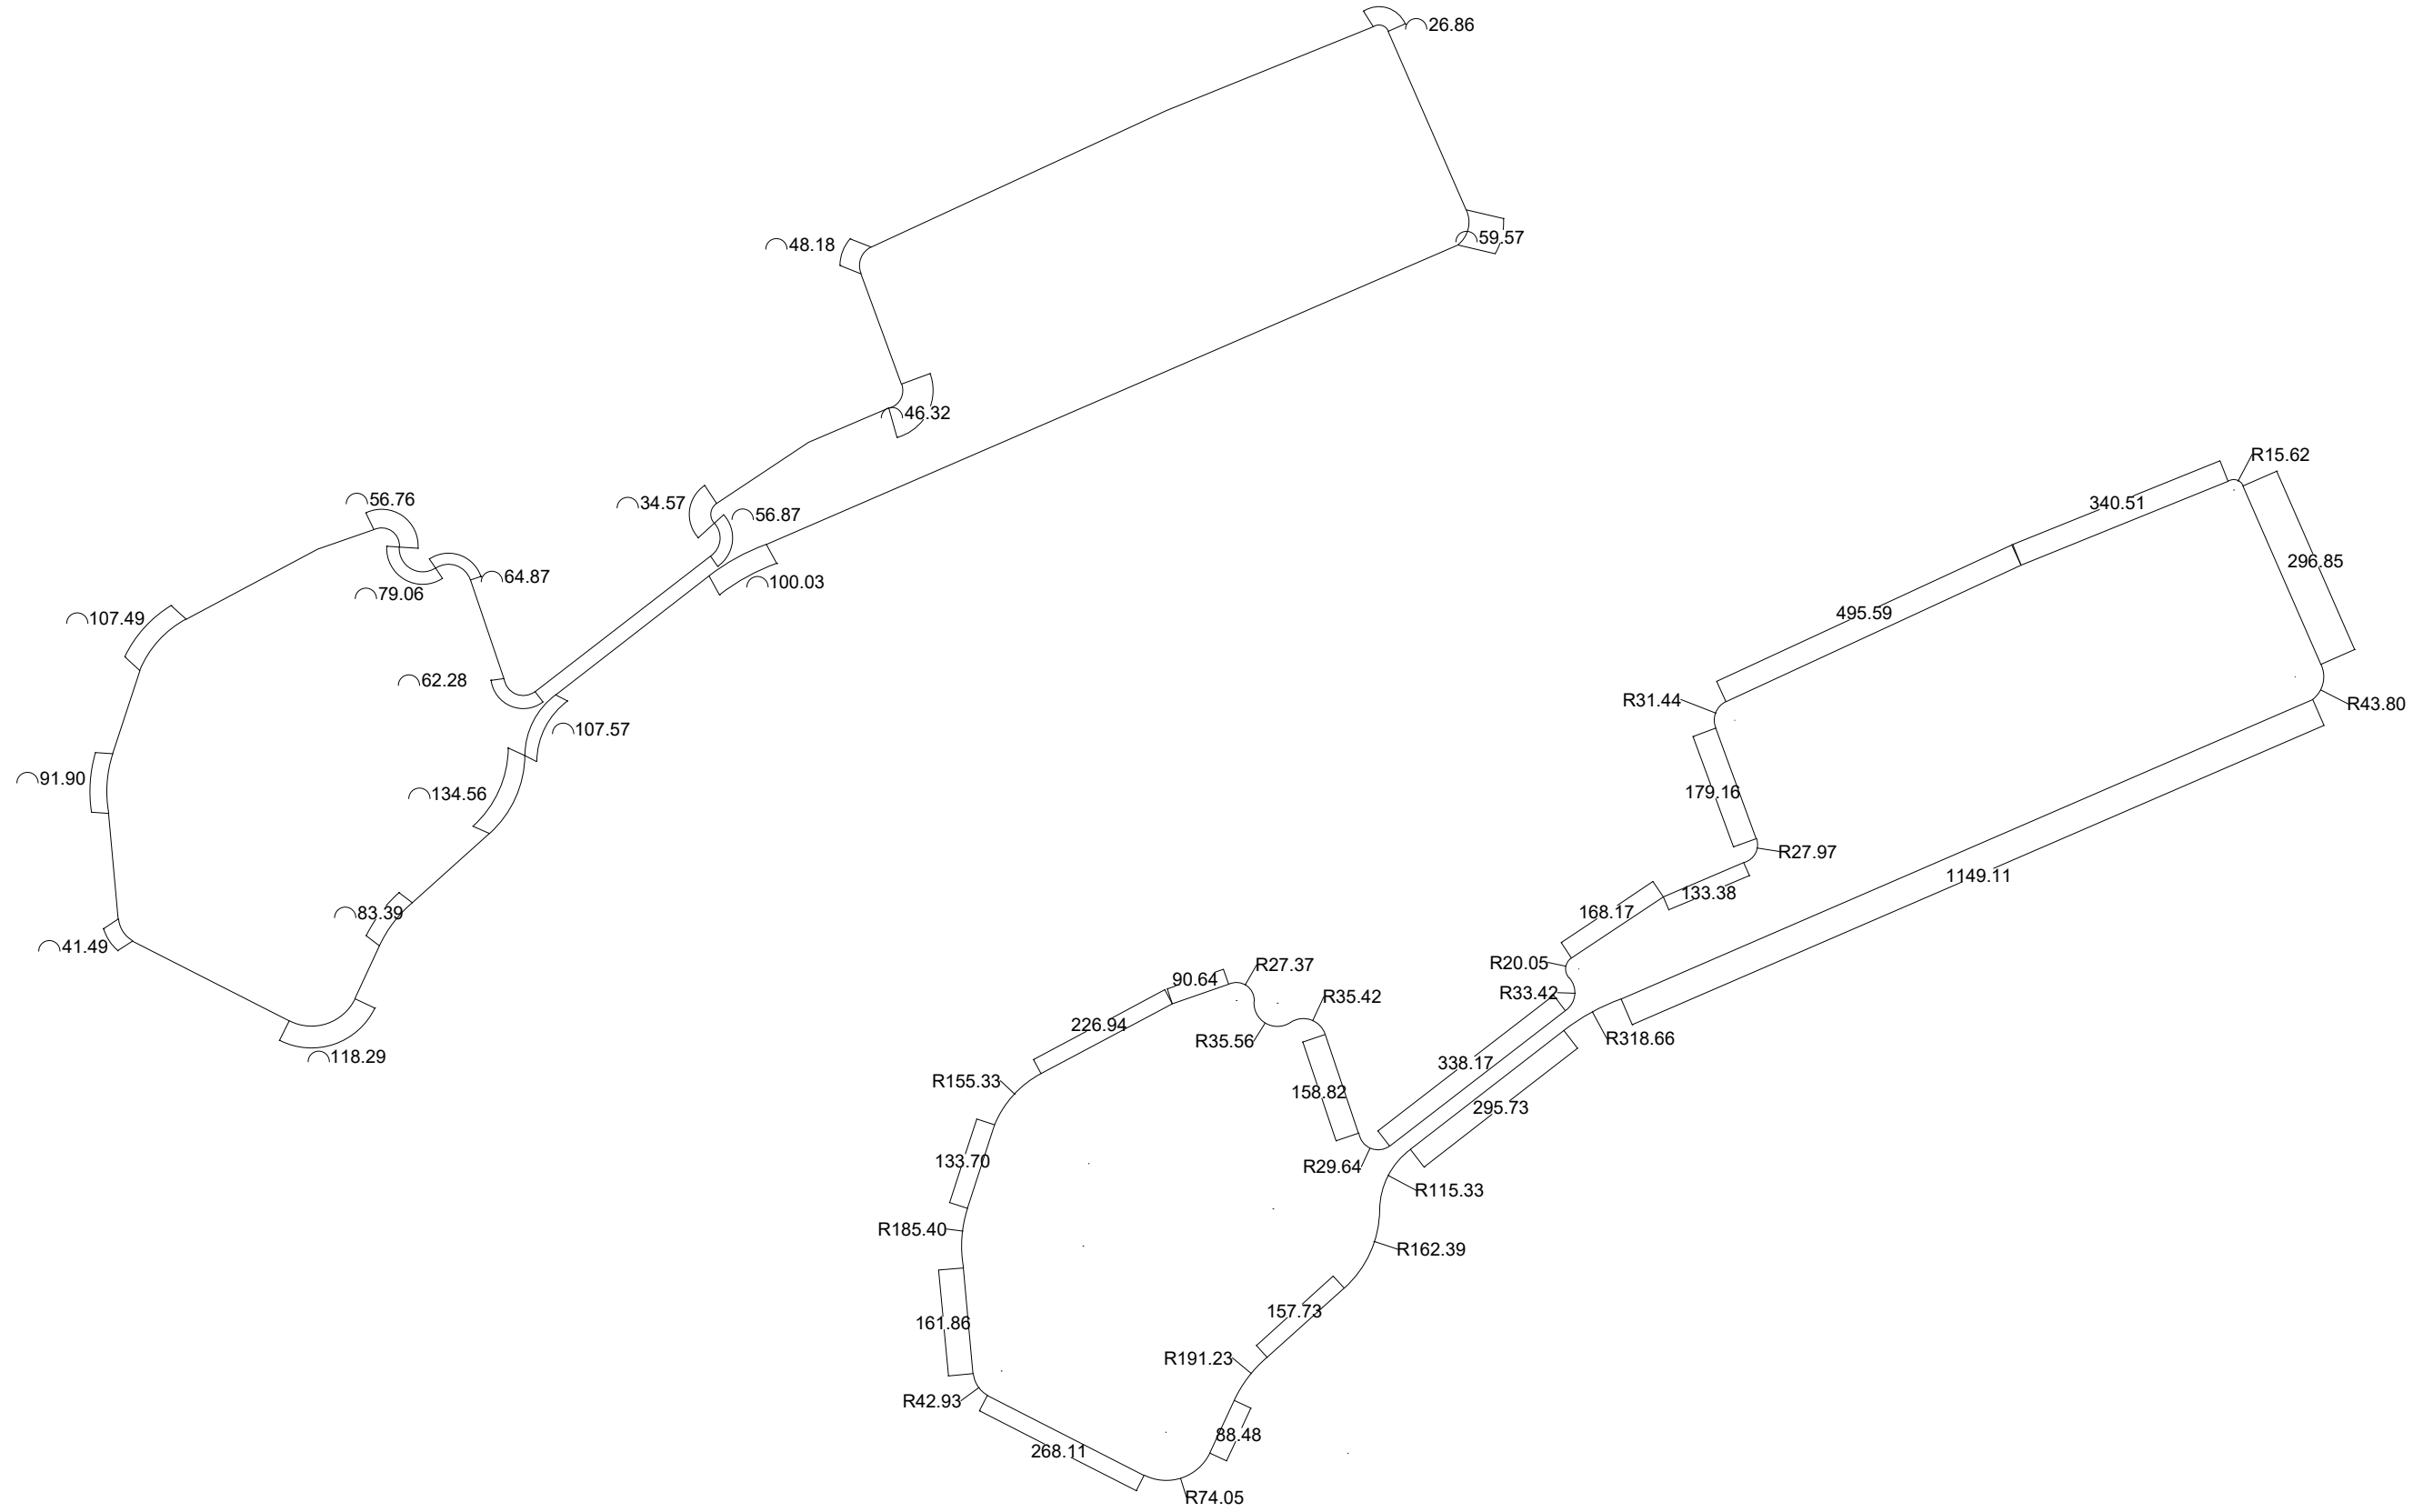 ⌒26.86
⌒48.18
⌒59.57
⌒46.32
⌒34.57
⌒56.87
⌒100.03
⌒56.76
⌒79.06
⌒64.87
⌒107.49
⌒62.28
⌒107.57
⌒91.90
⌒134.56
⌒83.39
⌒41.49
⌒118.29
R15.62
340.51
296.85
495.59
R31.44
R43.80
179.16
R27.97
1149.11
133.38
168.17
R20.05
R33.42
R318.66
R27.37
90.64
R35.42
226.94
R35.56
338.17
R155.33
158.82
295.73
133.70
R29.64
R115.33
R185.40
R162.39
161.86
157.73
R191.23
R42.93
88.48
268.11
R74.05